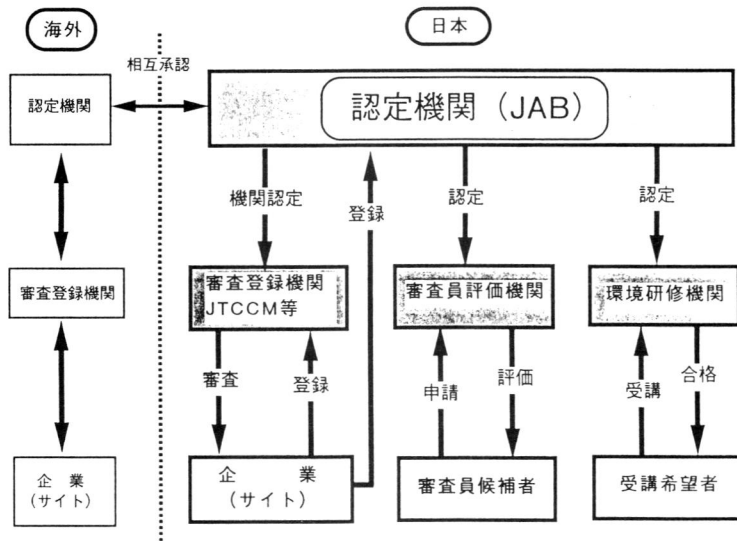 海外
日本
相互承認
認定機関
認定機関（JAB）
機関認定
登録
認定
認定
審査登録機関
審査登録機関
JTCCM等
審査員評価機関
環境研修機関
審査
登録
申請
評価
受講
合格
企　業
（サイト）
企　　業
（サイト）
審査員候補者
受講希望者